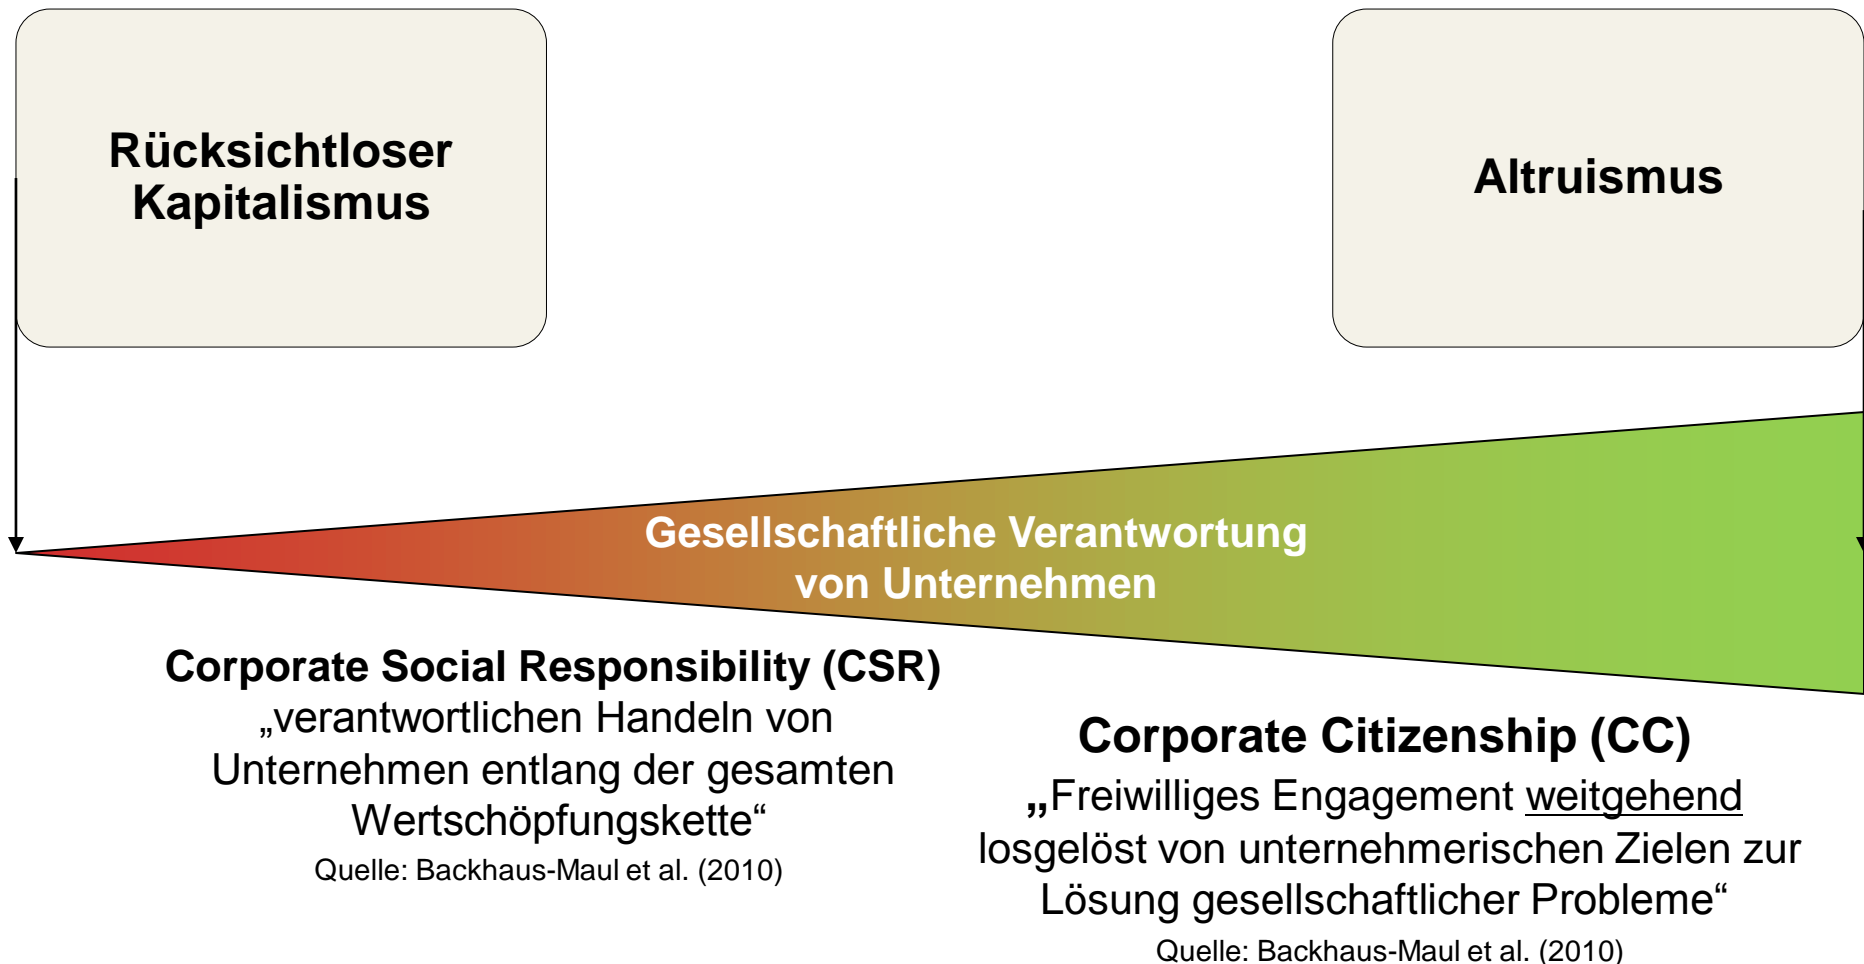 Rücksichtloser
Kapitalismus
Altruismus
Gesellschaftliche Verantwortung
von Unternehmen
Corporate Social Responsibility (CSR)
„verantwortlichen Handeln von
Unternehmen entlang der gesamten
Wertschöpfungskette“
Quelle: Backhaus-Maul et al. (2010)
Corporate Citizenship (CC)
„Freiwilliges Engagement weitgehend
losgelöst von unternehmerischen Zielen zur
Lösung gesellschaftlicher Probleme“
Quelle: Backhaus-Maul et al. (2010)